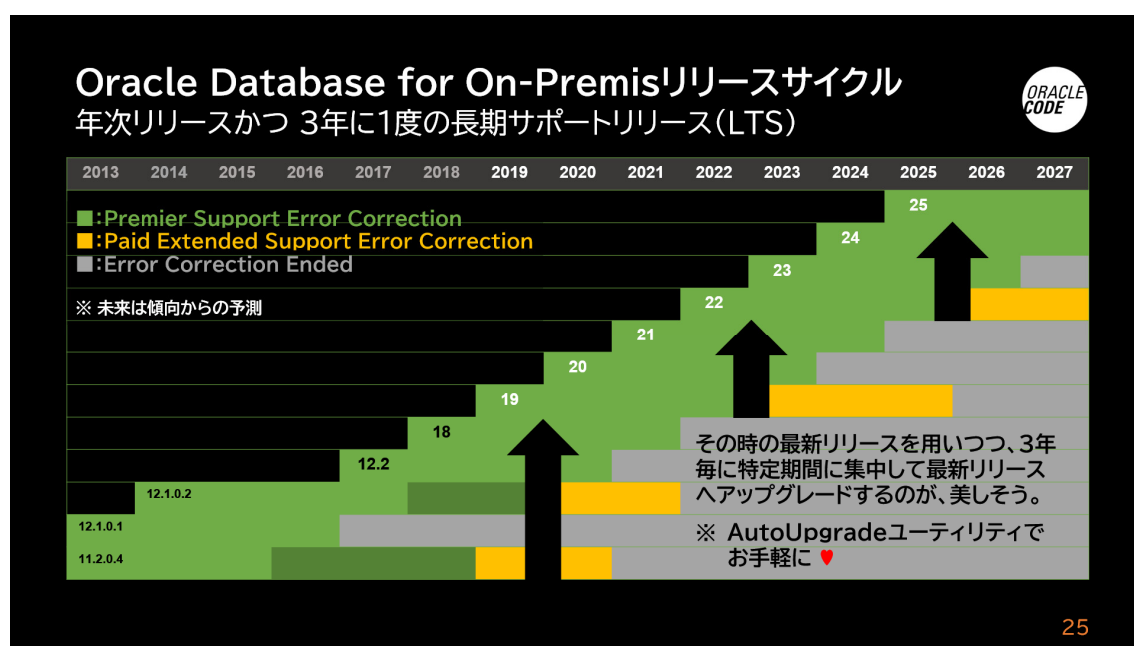 Oracle Database for On-Premisリリースサイクル
年次リリースかつ 3年に1度の長期サポートリリース(LTS)
ORACLE
CODE
2013 2014 2015 2016 2017 2018 2019 2020 2021 2022 2023 2024 2025 2026 2027
25
■:Premier Support Error Correction
24
■:Paid Extended Support Error Correction
23
■:Error Correction Ended
22
※ 未来は傾向からの予測
21
20
19
18
12.2
12.1.0.2
12.1.0.1
11.2.0.4
その時の最新リリースを用いつつ、3年
毎に特定期間に集中して最新リリース
へアップグレードするのが、美しそう。
※ AutoUpgradeユーティリティで
お手軽に ♥
25